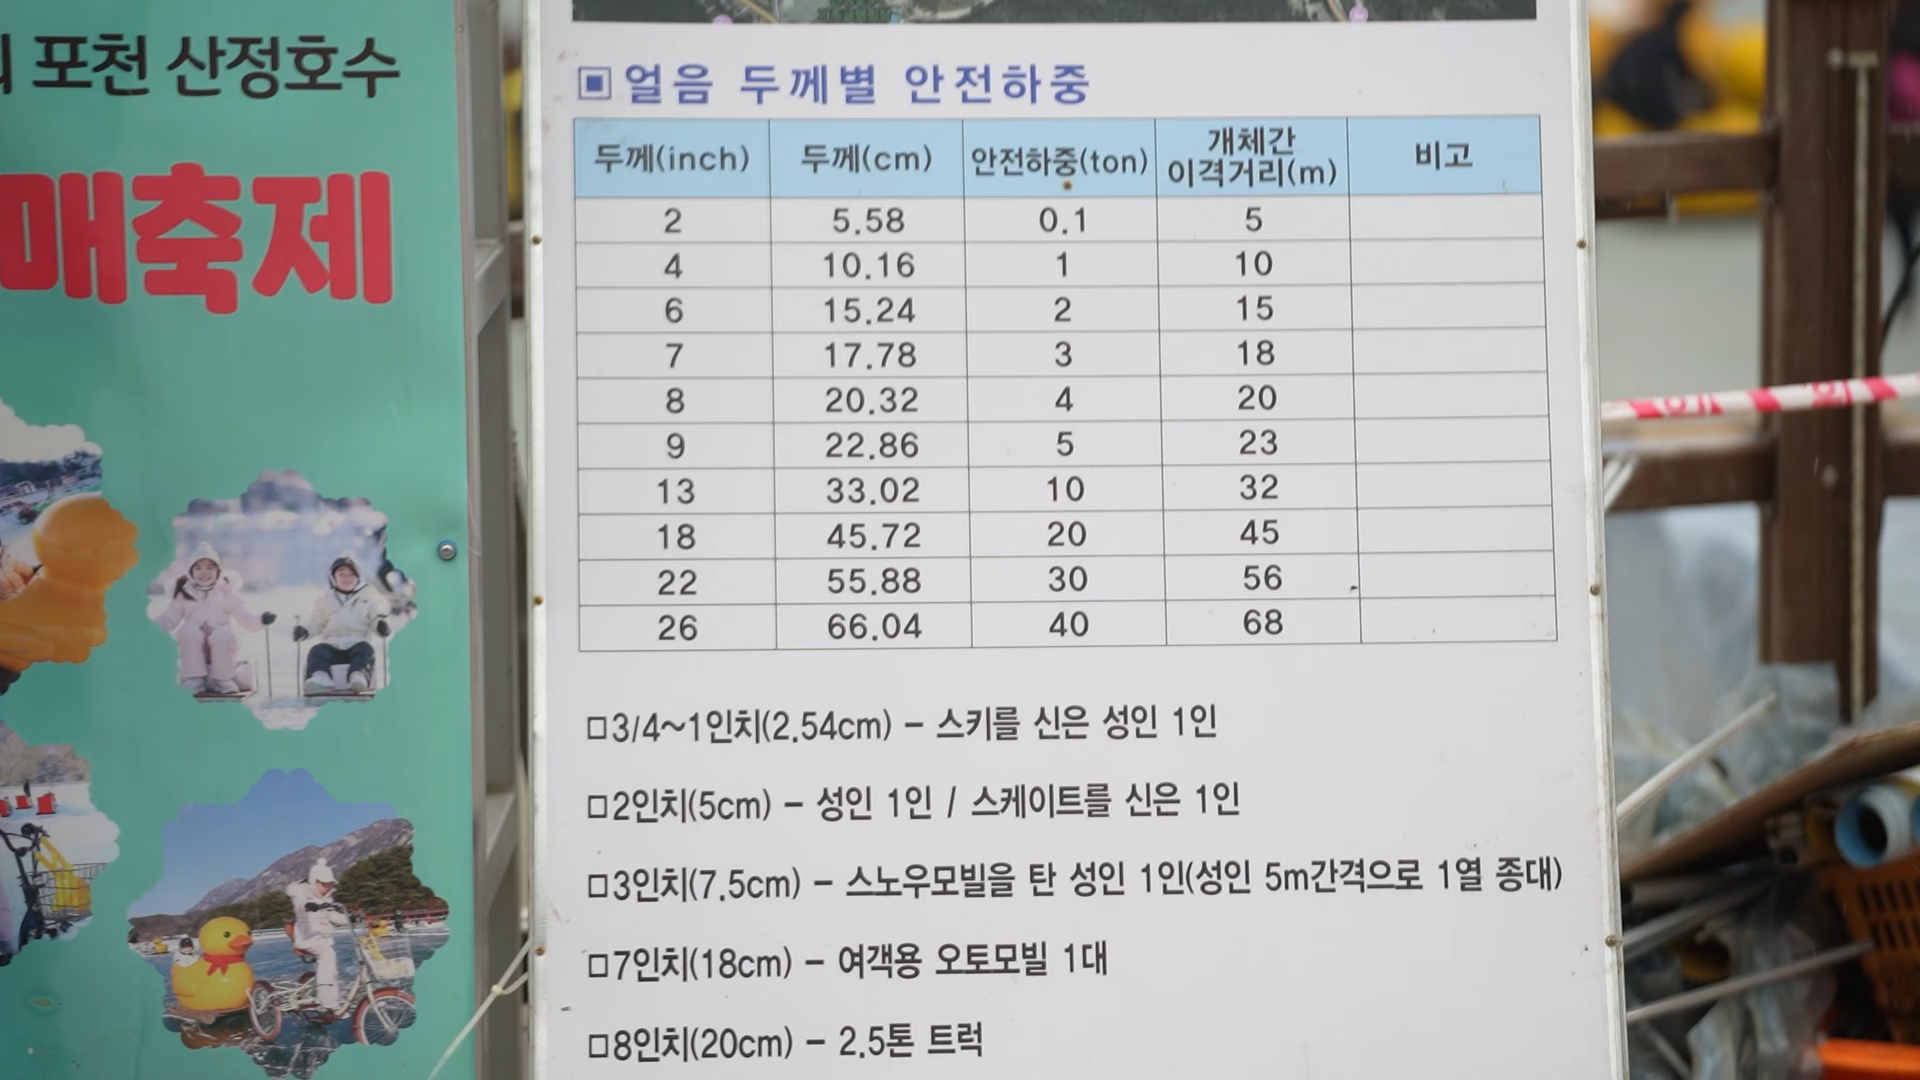 포천 산정호수
매축제
▣ 얼음 두께별 안전하중
두께(inch) 두께(cm) 안전하중(ton) 개체간 이격거리(m) 비고
2 5.58 0.1 5
4 10.16 1 10
6 15.24 2 15
7 17.78 3 18
8 20.32 4 20
9 22.86 5 23
13 33.02 10 32
18 45.72 20 45
22 55.88 30 56
26 66.04 40 68
□3/4~1인치(2.54cm) - 스키를 신은 성인 1인
□2인치(5cm) - 성인 1인 / 스케이트를 신은 1인
□3인치(7.5cm) - 스노우모빌을 탄 성인 1인(성인 5m간격으로 1열 종대)
□7인치(18cm) - 여객용 오토모빌 1대
□8인치(20cm) - 2.5톤 트럭